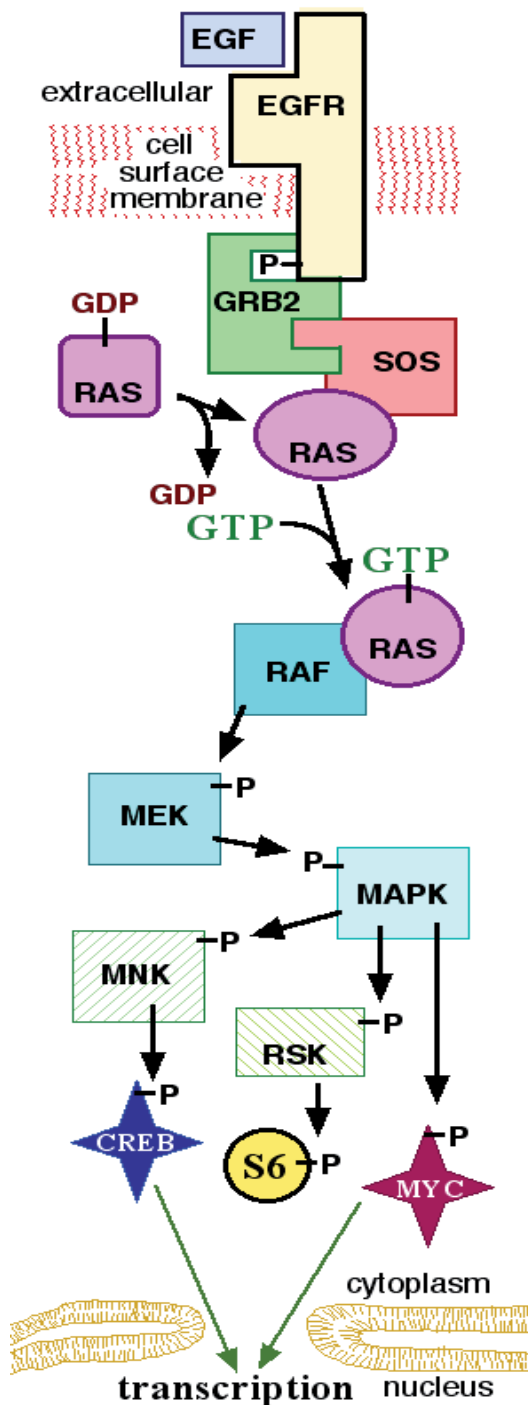 EGF
EGFR
extracellular
cell
surface
membrane
P
GRB2
GDP
SOS
RAS
RAS
GDP
GTP
GTP
RAS
RAF
P
MEK
P
MAPK
P
MNK
P
RSK
P
CREB
P
S6
P
MYC
cytoplasm
transcription
nucleus